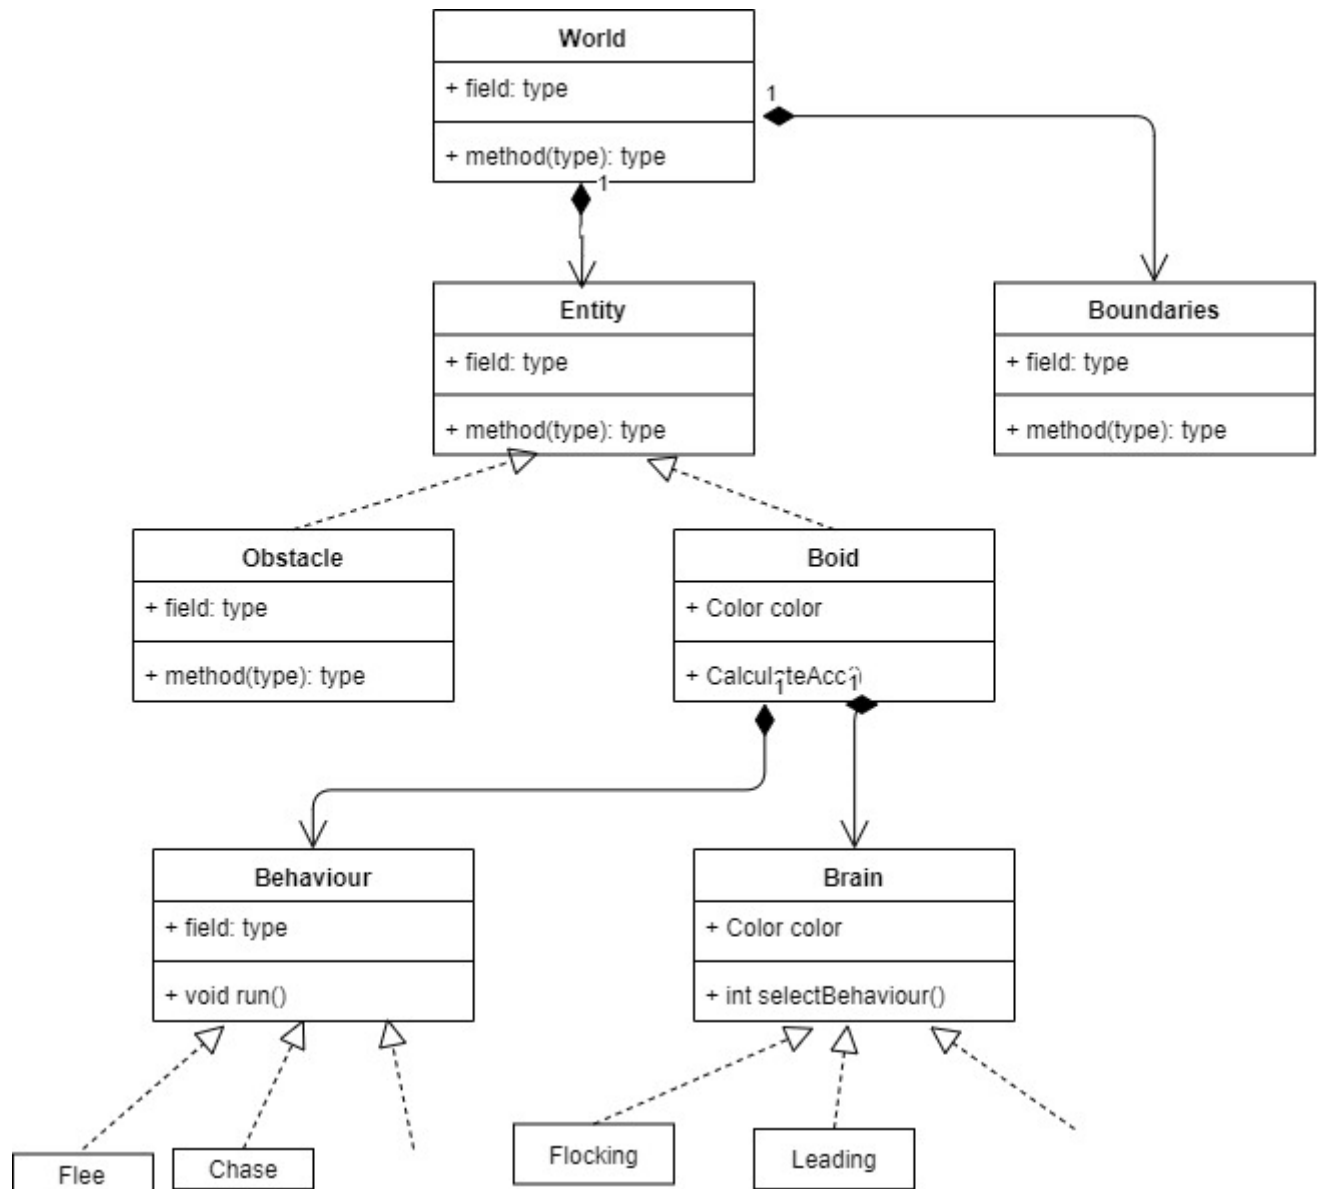 World
+ field: type
1
+ method(type): type
1
Entity
Boundaries
+ field: type
+ field: type
+ method(type): type
+ method(type): type
Obstacle
Boid
+ field: type
+ Color color
+ method(type): type
+ CalculateAcc()
1
1
Behaviour
Brain
+ field: type
+ Color color
+ void run()
+ int selectBehaviour()
Flee
Chase
Flocking
Leading